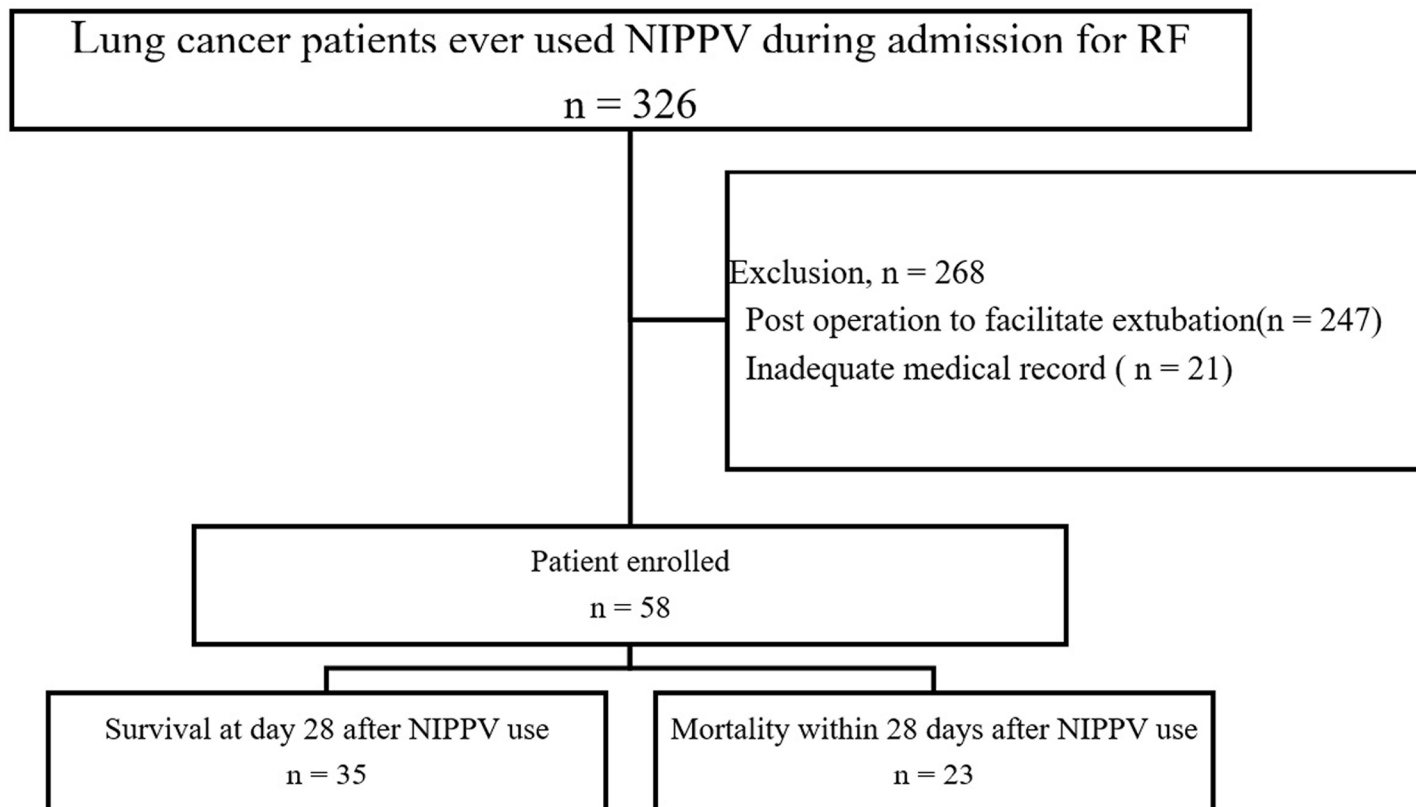 Lung cancer patients ever used NIPPV during admission for RF
n = 326
Exclusion, n = 268
Post operation to facilitate extubation(n = 247)
Inadequate medical record ( n = 21)
Patient enrolled
n = 58
Survival at day 28 after NIPPV use
n = 35
Mortality within 28 days after NIPPV use
n = 23